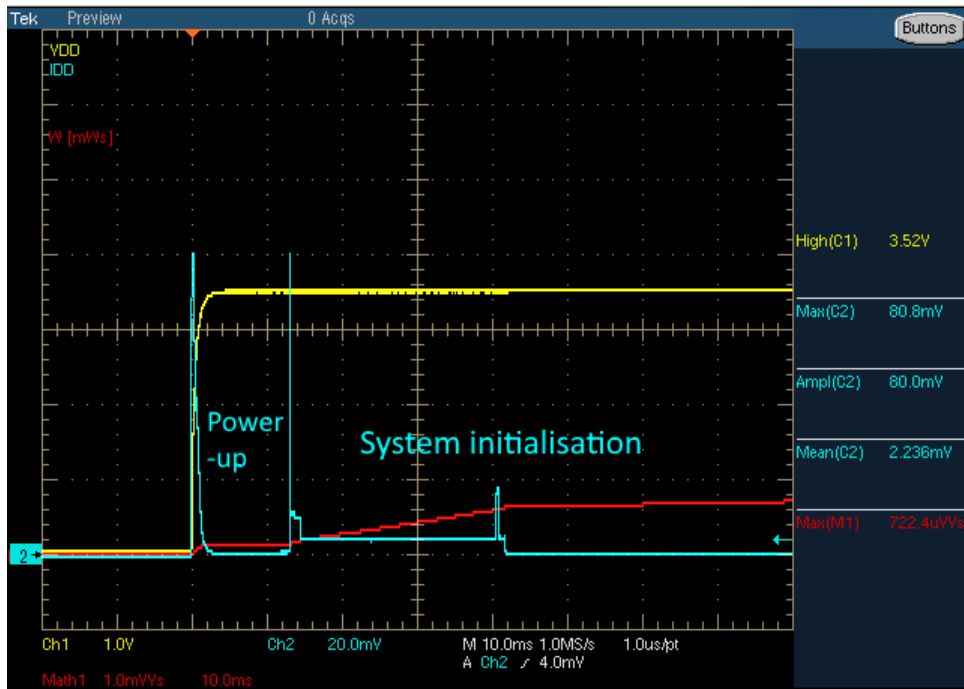 Tek Preview 0 Acqs
Buttons
VDD
IDD
W [mWs]
High(C1) 3.52V
Max(C2) 80.8mV
Power
-up
System initialisation
Ampl(C2) 80.0mV
Mean(C2) 2.236mV
Max(M1) 722.4uVVs
2
Ch1 1.0V Ch2 20.0mV M 10.0ms 1.0MS/s 1.0us/pt
A Ch2 4.0mV
Math1 1.0mVVs 10.0ms